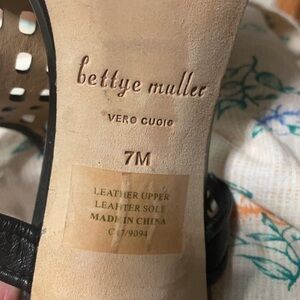 bettye muller
VERO CUOIO
7M
LEATHER UPPER
LEAHTER SOLE
MADE IN CHINA
C17/9094